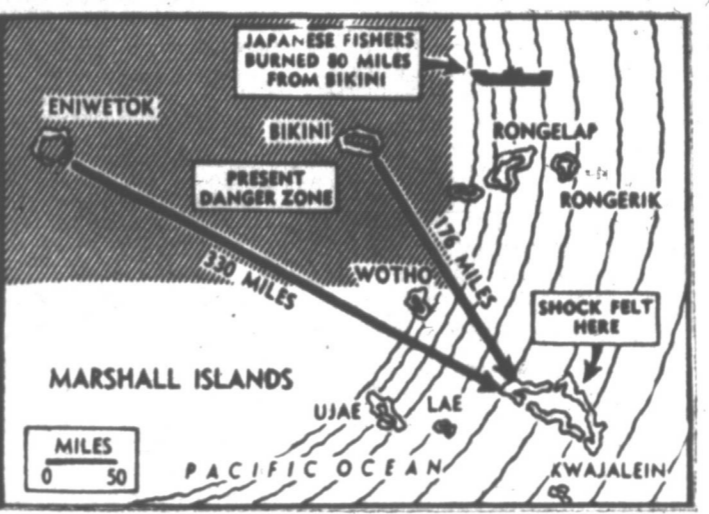 JAPANESE FISHERS
BURNED 80 MILES
FROM BIKINI
ENIWETOK
BIKINI
RONGELAP
PRESENT
DANGER ZONE
RONGERIK
330 MILES
176 MILES
WOTHO
SHOCK FELT
HERE
MARSHALL ISLANDS
UJAE
LAE
MILES
0 50
PACIFIC OCEAN
KWAJALEIN